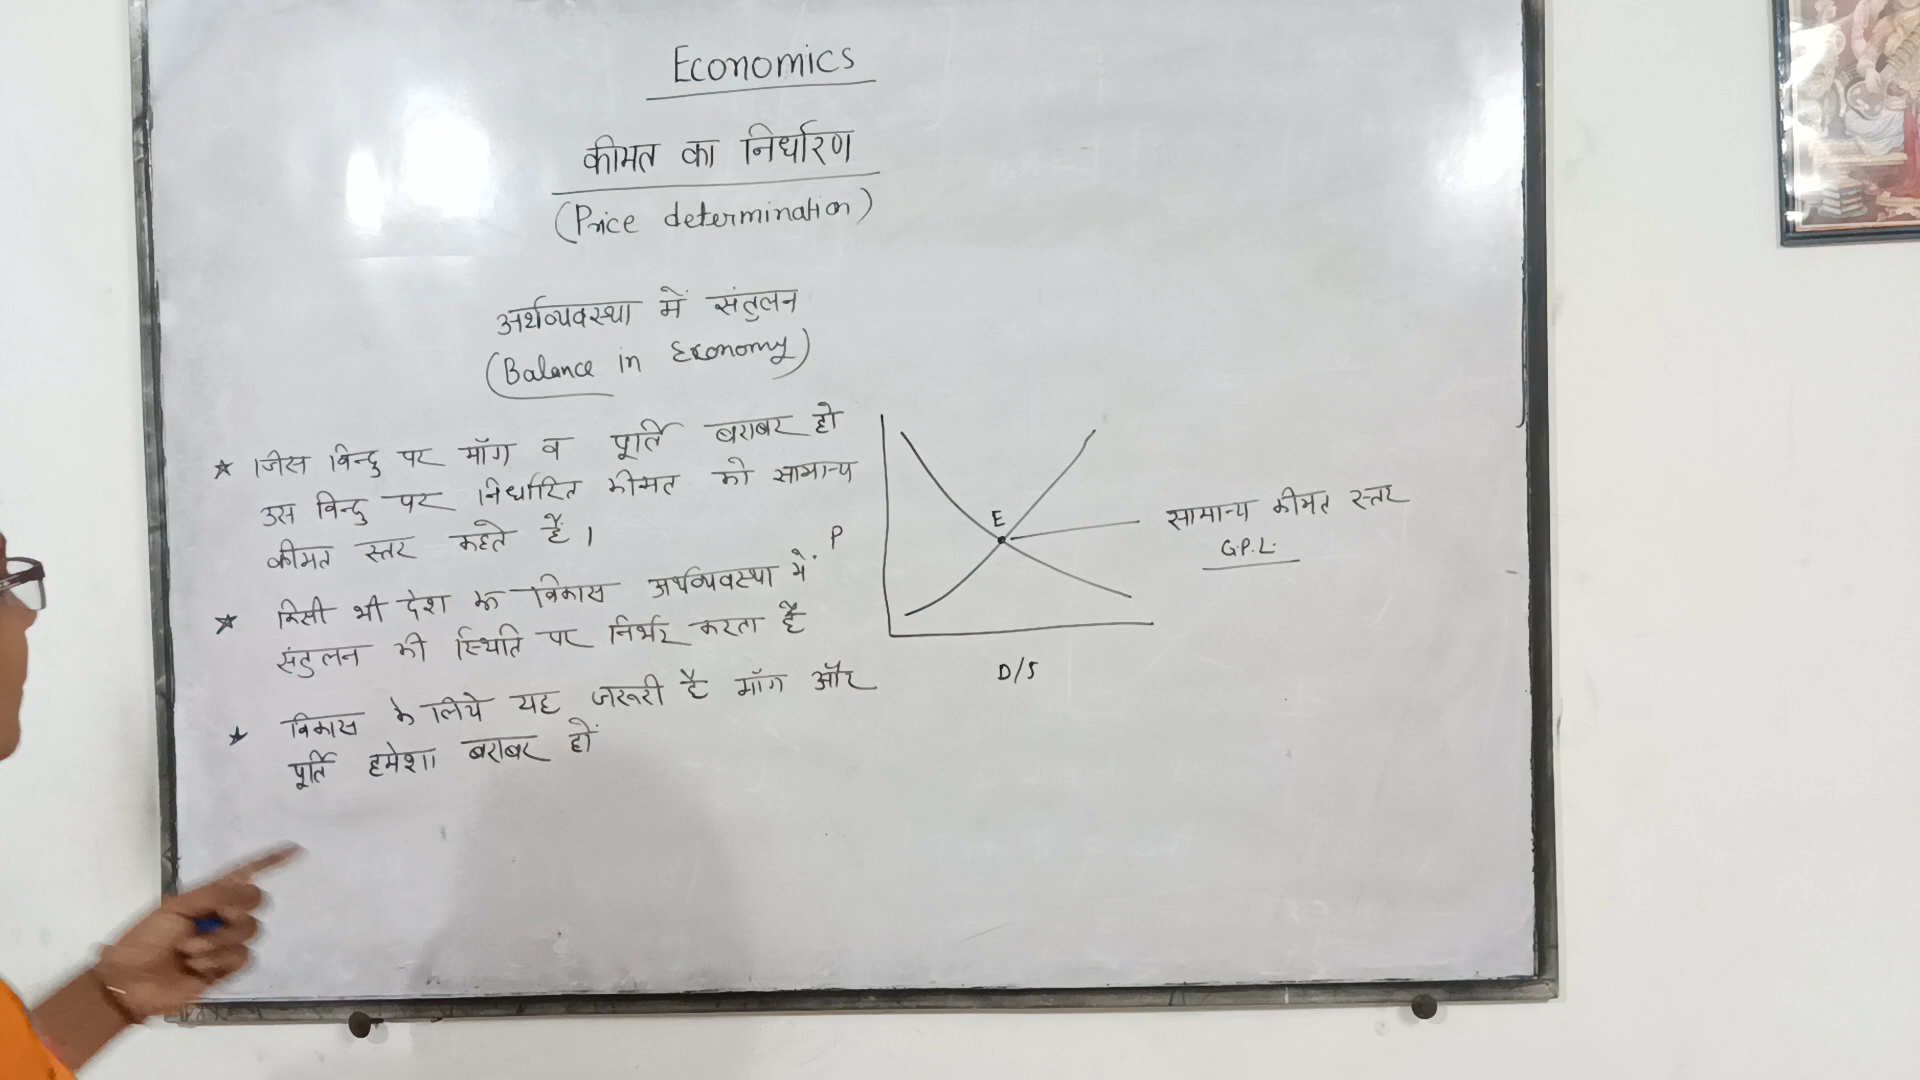 Economics
कीमत का निर्धारण
(Price determination)
अर्थव्यवस्था में संतुलन
(Balance in Economy)
★ जिस बिन्दु पर माँग व पूर्ति बराबर हो
उस बिन्दु पर निर्धारित कीमत को सामान्य
कीमत स्तर कहते हैं।
★ किसी भी देश का विकास अर्थव्यवस्था में
संतुलन की स्थिति पर निर्भर करता है
★ विकास के लिये यह जरूरी है माँग और
पूर्ति हमेशा बराबर हों
P
E
D/S
सामान्य कीमत स्तर
G.P.L.